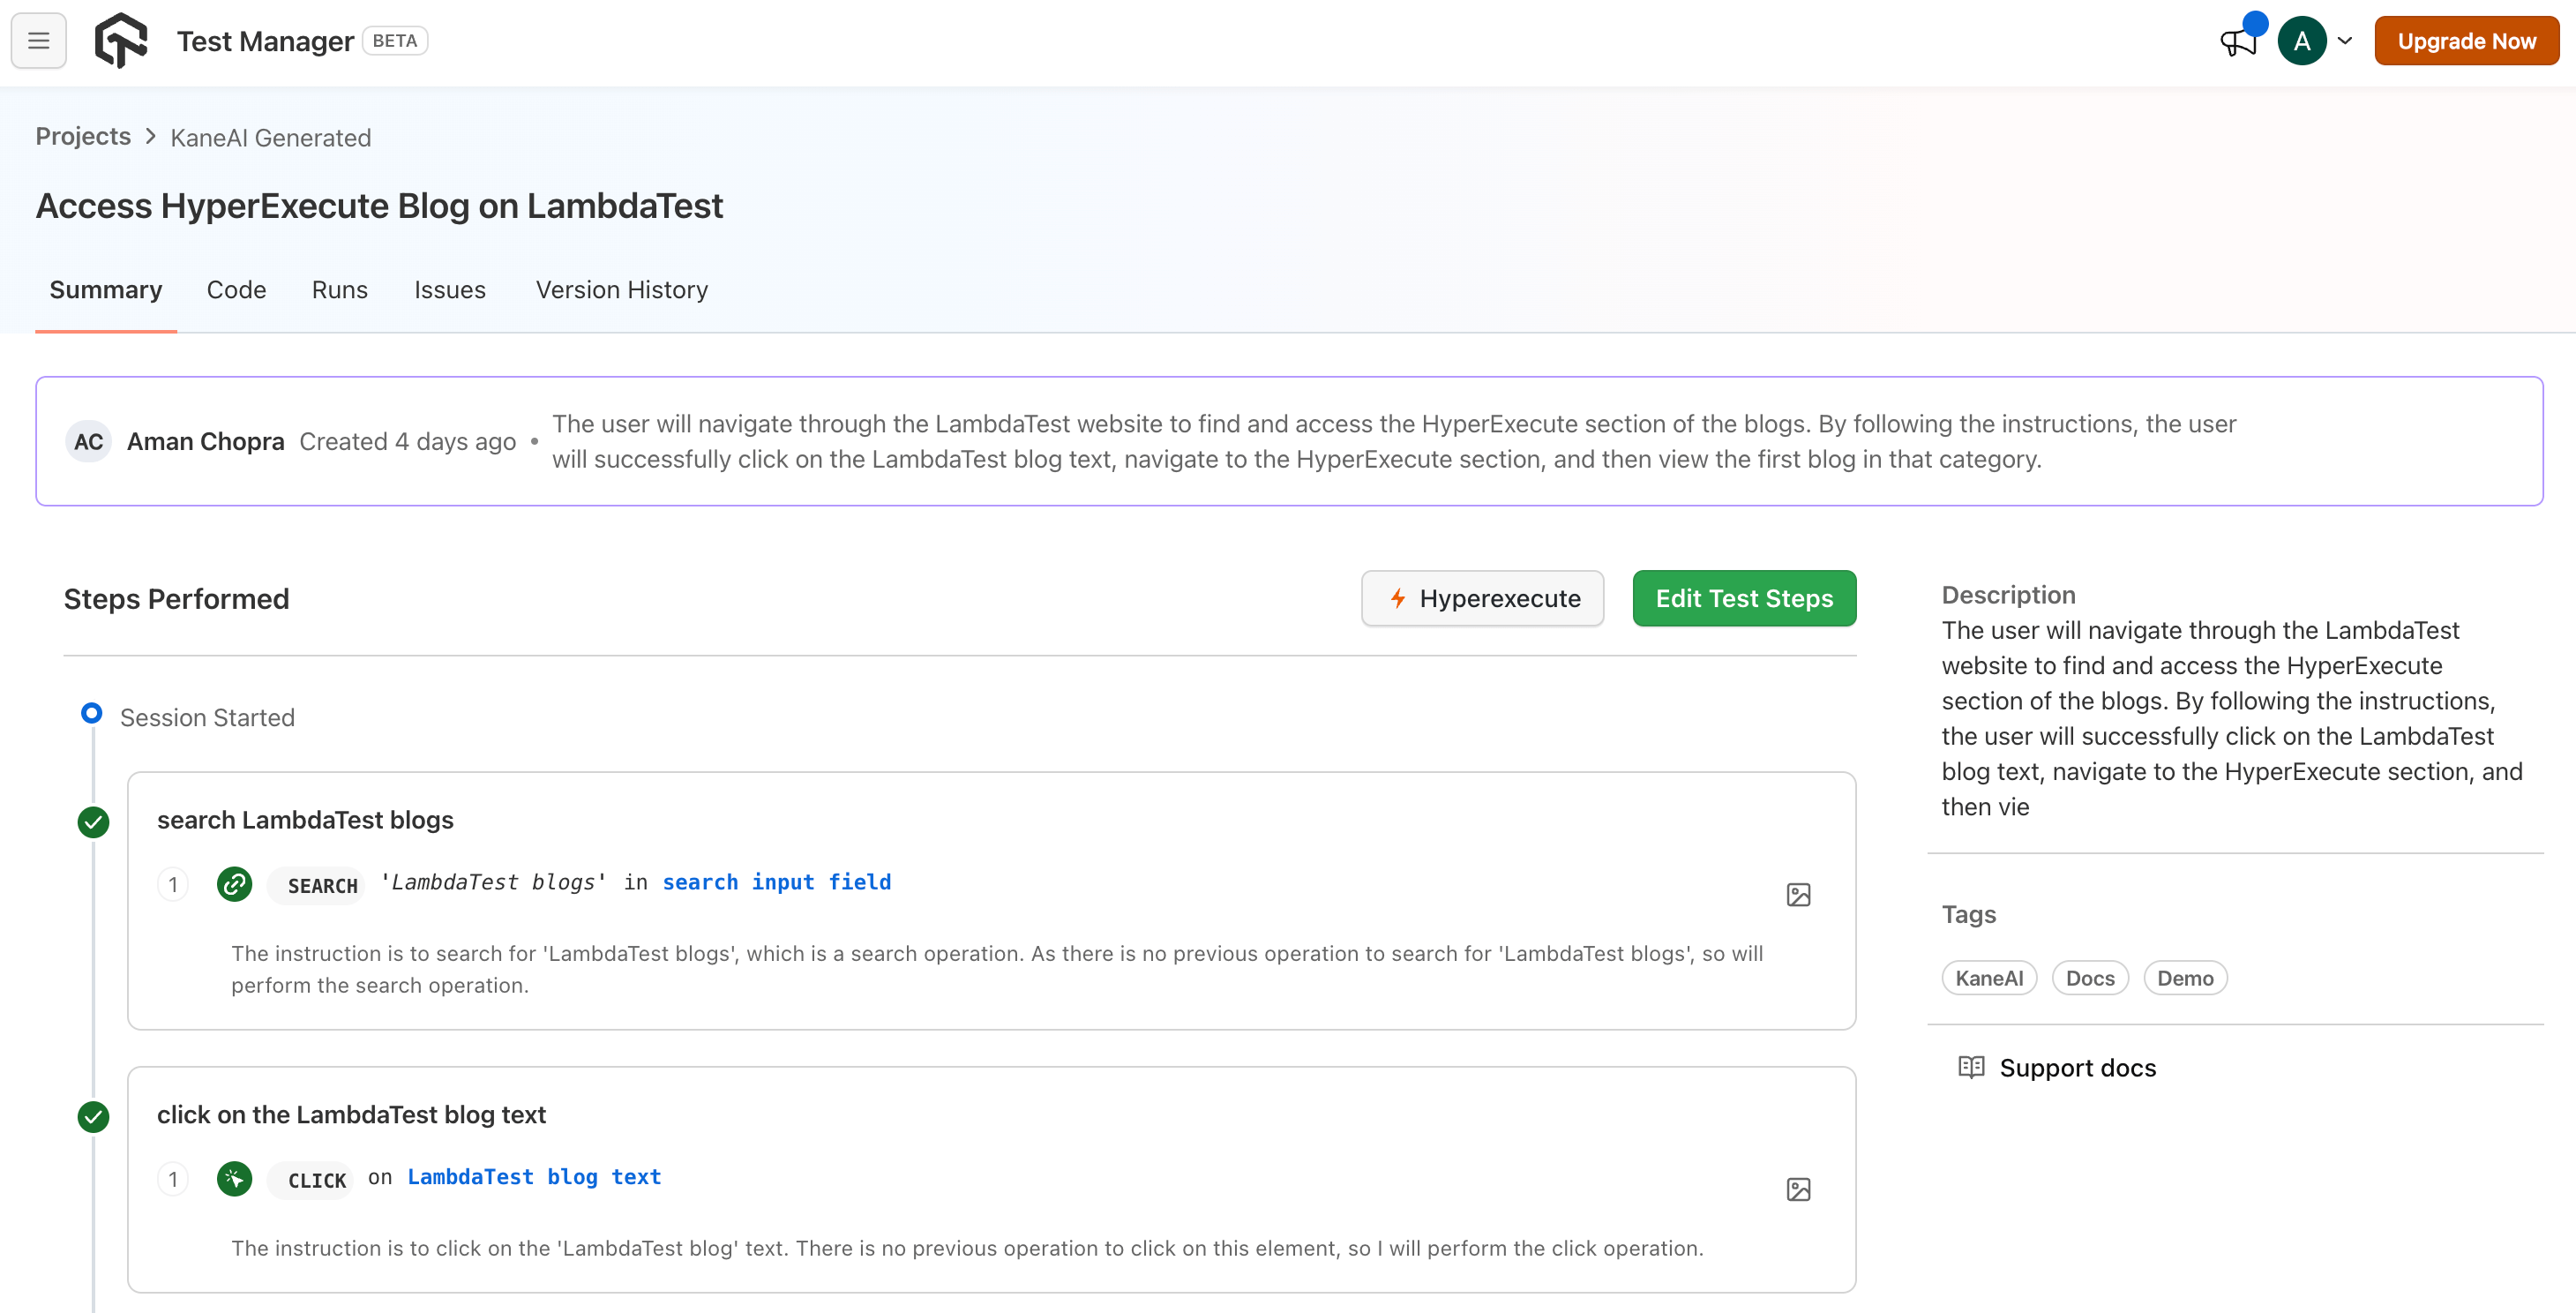 Test Manager BETA
A
Upgrade Now
Projects > KaneAI Generated
Access HyperExecute Blog on LambdaTest
Summary Code Runs Issues Version History
AC Aman Chopra Created 4 days ago •
The user will navigate through the LambdaTest website to find and access the HyperExecute section of the blogs. By following the instructions, the user
will successfully click on the LambdaTest blog text, navigate to the HyperExecute section, and then view the first blog in that category.
Steps Performed
Hyperexecute
Edit Test Steps
Session Started
search LambdaTest blogs
1 SEARCH 'LambdaTest blogs' in search input field
The instruction is to search for 'LambdaTest blogs', which is a search operation. As there is no previous operation to search for 'LambdaTest blogs', so will
perform the search operation.
click on the LambdaTest blog text
1 CLICK on LambdaTest blog text
The instruction is to click on the 'LambdaTest blog' text. There is no previous operation to click on this element, so I will perform the click operation.
Description
The user will navigate through the LambdaTest
website to find and access the HyperExecute
section of the blogs. By following the instructions,
the user will successfully click on the LambdaTest
blog text, navigate to the HyperExecute section, and
then vie
Tags
KaneAI Docs Demo
Support docs